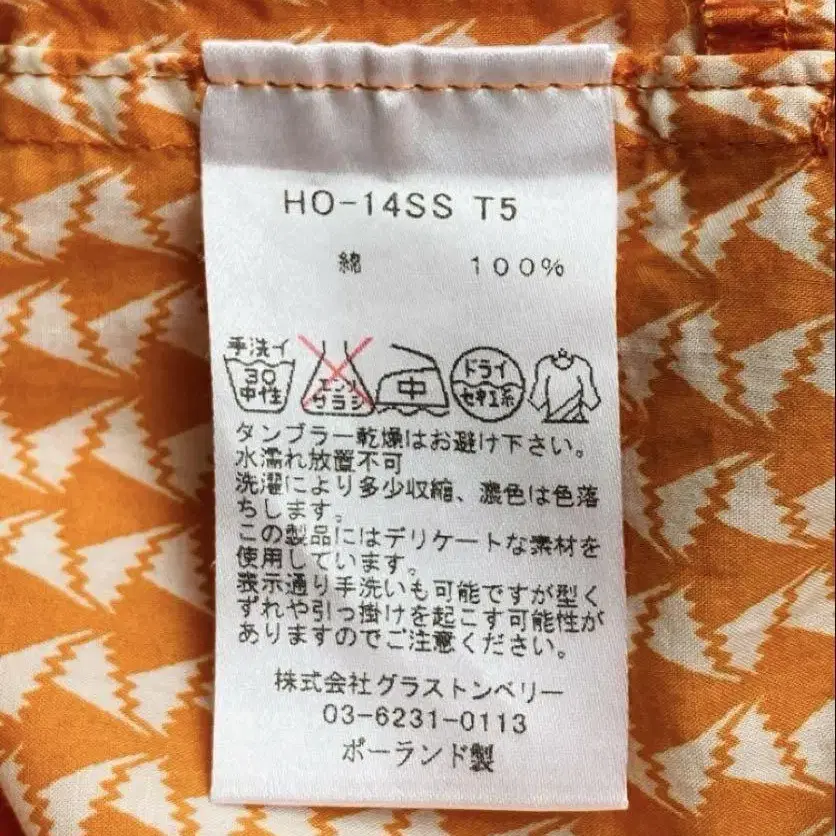 HO-14SS T5
綿 100%
手洗イ
30
中性
エンソ
サラシ
中
ドライ
セキユ系
タンブラー乾燥はお避け下さい。
水濡れ放置不可
洗濯により多少収縮、濃色は色落
ちします。
この製品にはデリケートな素材を
使用しています。
表示通り手洗いも可能ですが型く
ずれや引っ掛けを起こす可能性が
ありますのでご注意ください。
株式会社グラストンベリー
03-6231-0113
ポーランド製